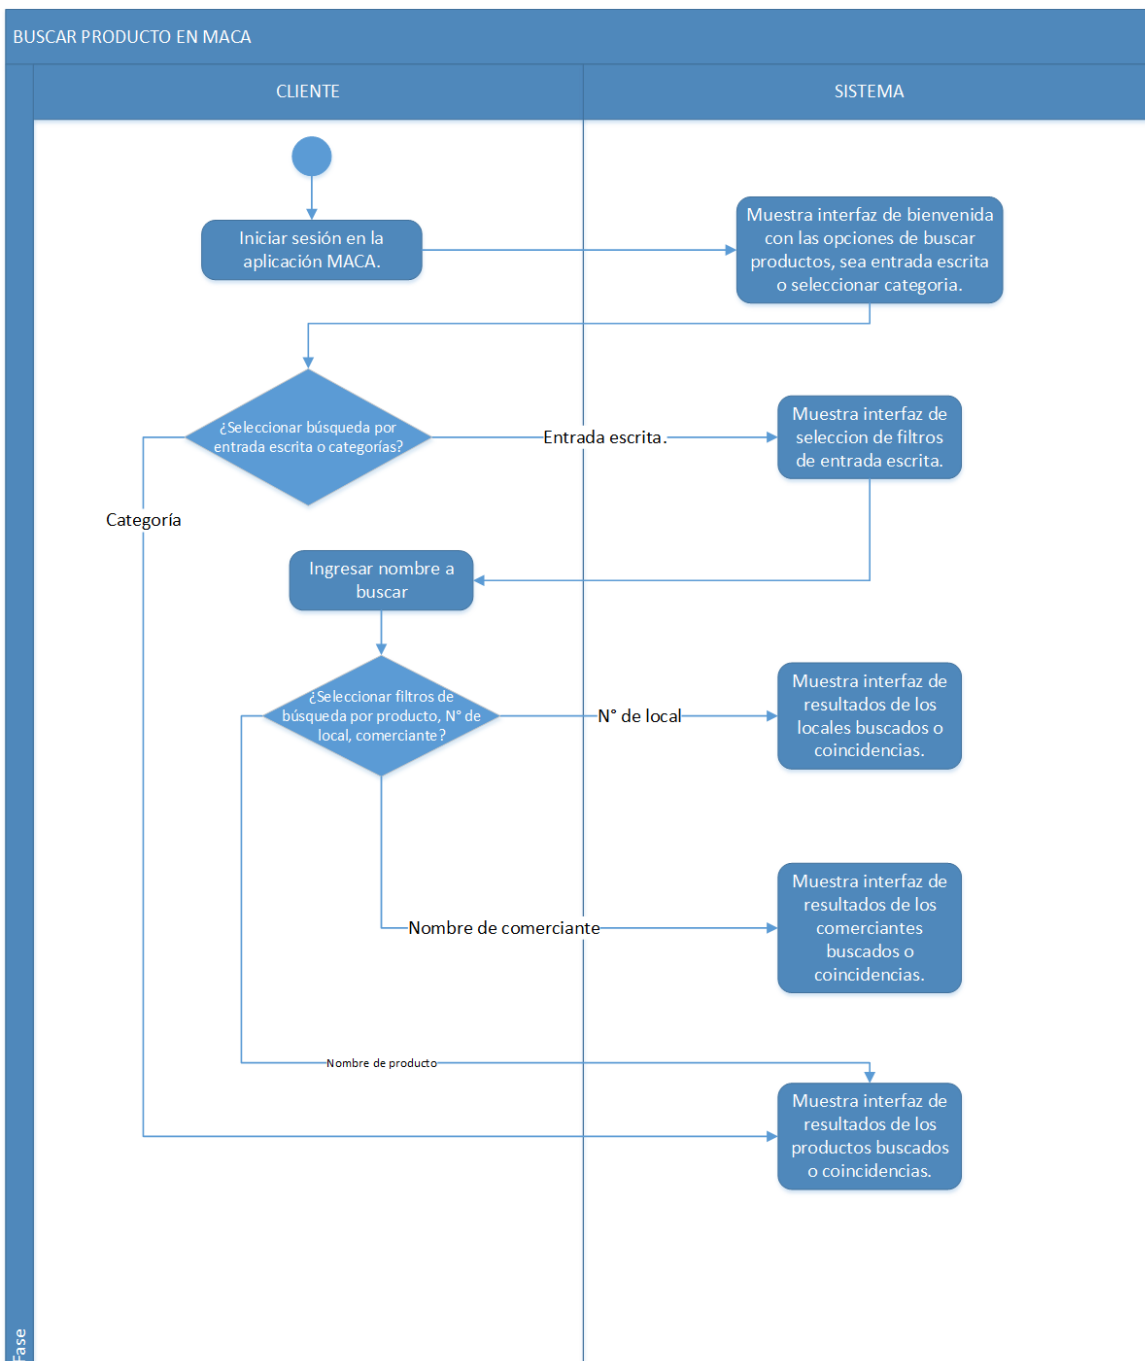 BUSCAR PRODUCTO EN MACA
CLIENTE
SISTEMA
Iniciar sesión en la
aplicación MACA.
Muestra interfaz de bienvenida
con las opciones de buscar
productos, sea entrada escrita
o seleccionar categoria.
¿Seleccionar búsqueda por
entrada escrita o categorías?
Entrada escrita.
Muestra interfaz de
seleccion de filtros
de entrada escrita.
Categoría
Ingresar nombre a
buscar
¿Seleccionar filtros de
búsqueda por producto, N° de
local, comerciante?
N° de local
Muestra interfaz de
resultados de los
locales buscados o
coincidencias.
Nombre de comerciante
Muestra interfaz de
resultados de los
comerciantes
buscados o
coincidencias.
Nombre de producto
Muestra interfaz de
resultados de los
productos buscados
o coincidencias.
Fase